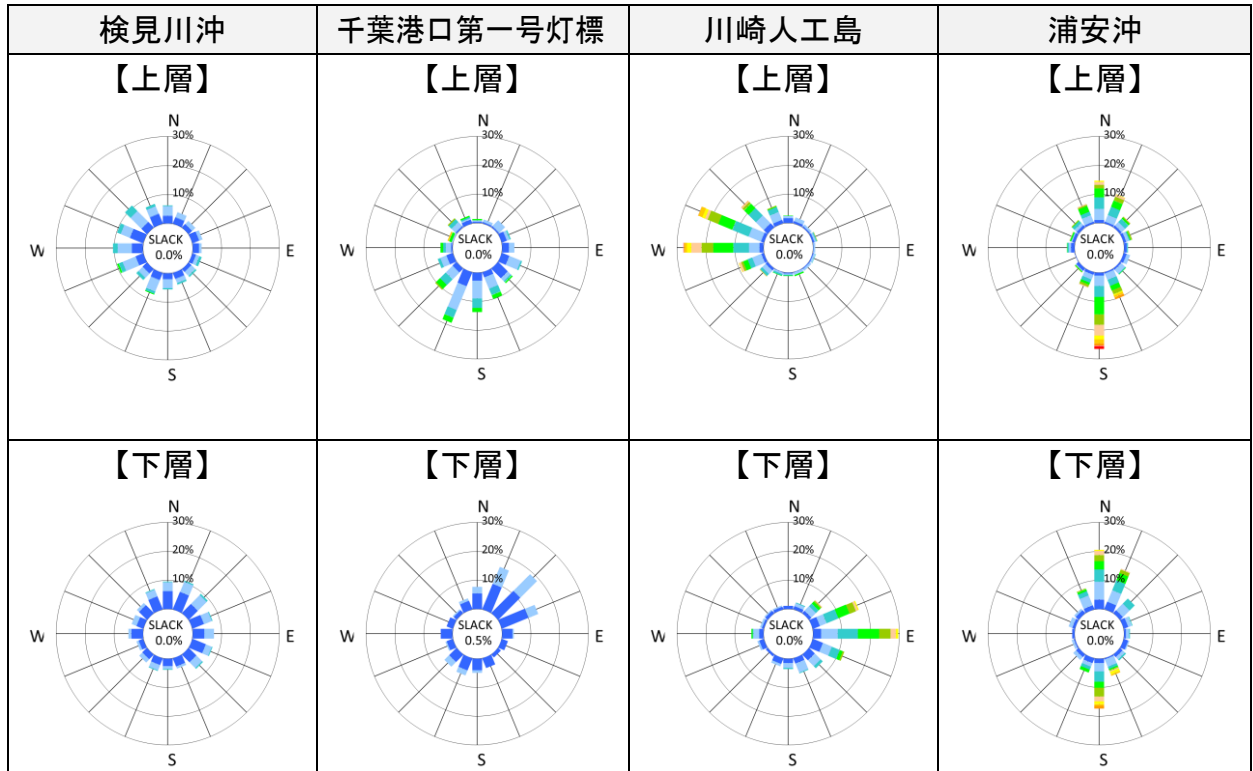 検見川沖 千葉港口第一号灯標 川崎人工島 浦安沖
【上層】 【上層】 【上層】 【上層】
N N N N
30% 30% 30% 30%
20% 20% 20% 20%
10% 10% 10% 10%
SLACK SLACK SLACK SLACK
W E W E W E W E
0.0% 0.0% 0.0% 0.0%
S S S S
【下層】 【下層】 【下層】 【下層】
N N N N
30% 30% 30% 30%
20% 20% 20% 20%
10% 10% 10% 10%
SLACK SLACK SLACK SLACK
W E W E W E W E
0.0% 0.5% 0.0% 0.0%
S S S S